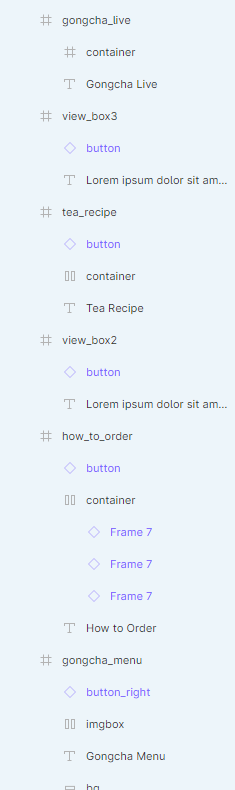 gongcha_live
container
Gongcha Live
view_box3
button
Lorem ipsum dolor sit am...
tea_recipe
button
container
Tea Recipe
view_box2
button
Lorem ipsum dolor sit am...
how_to_order
button
container
Frame 7
Frame 7
Frame 7
How to Order
gongcha_menu
button_right
imgbox
Gongcha Menu
bg